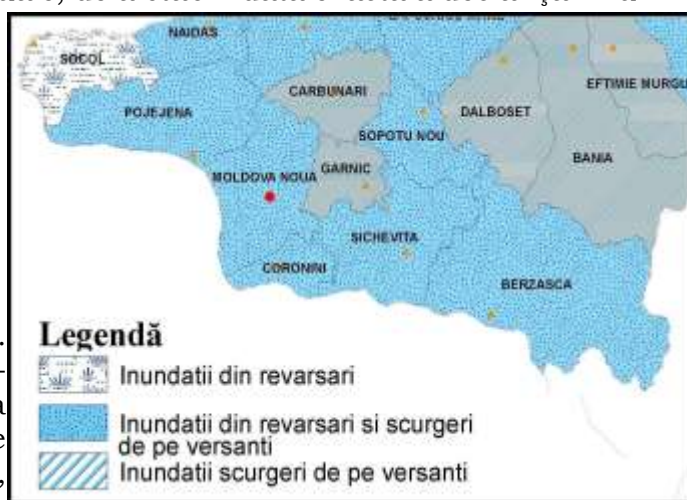 NAIDAS
SOCOL
CARBUNARI
EFTIMIE MURGU
POJEJENA
DALBOSET
SOPOTU NOU
BANIA
MOLDOVA NOUA
GARNIC
SICHEVITA
CORONINI
BERZASCA
Legendă
Inundatii din revarsari
Inundatii din revarsari si scurgeri
de pe versanti
Inundatii scurgeri de pe versanti